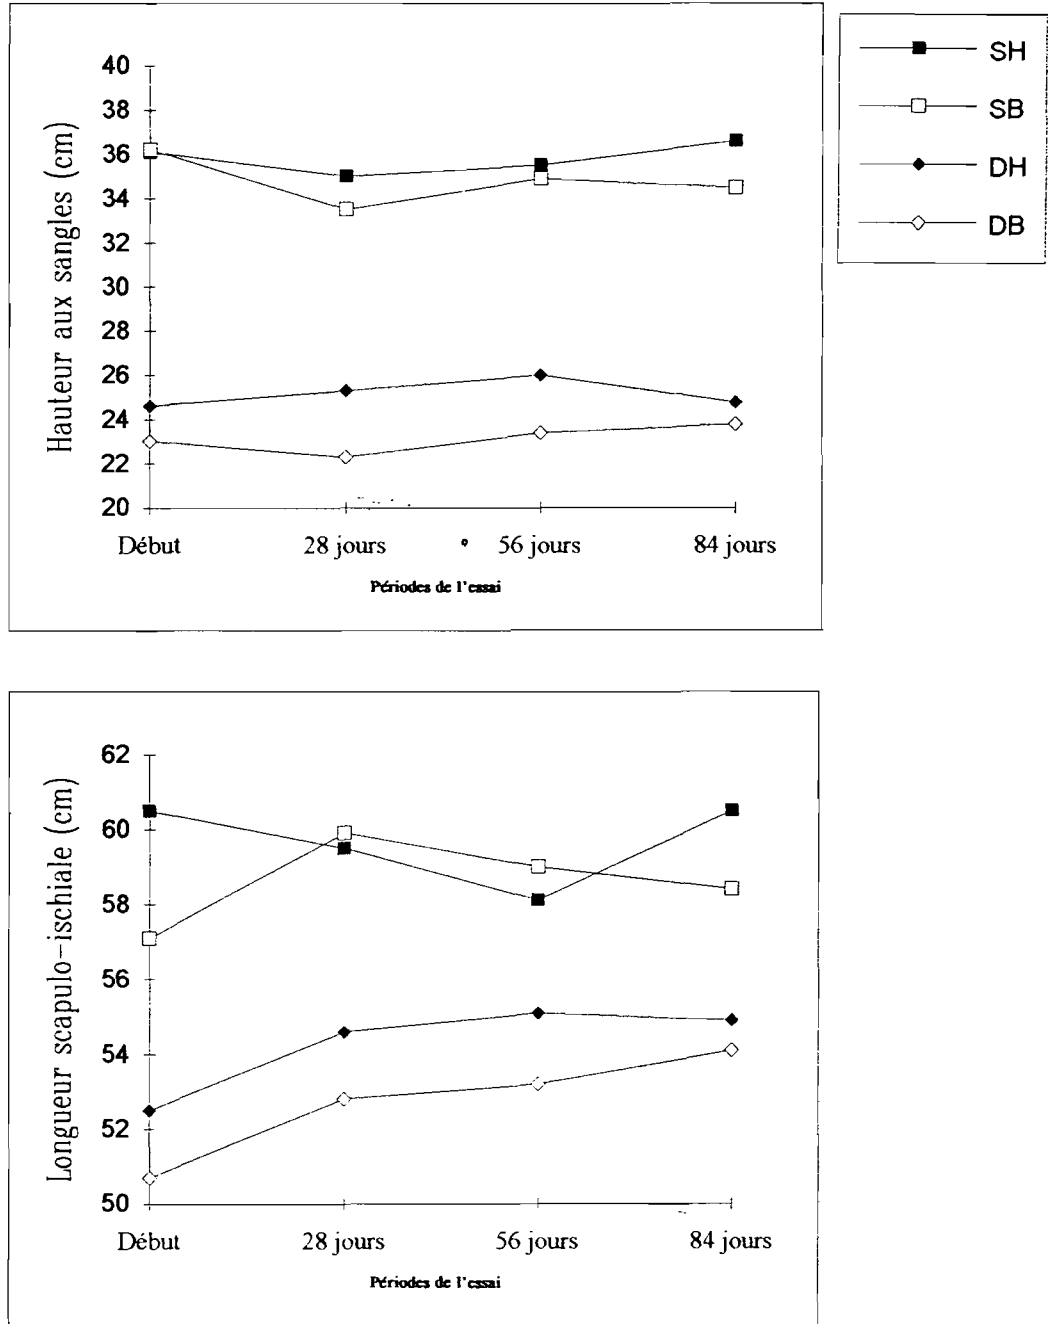 SH
SB
DH
DB
Hauteur aux sangles (cm)
40
38
36
34
32
30
28
26
24
22
20
Début 28 jours 56 jours 84 jours
Périodes de l'essai
Longueur scapulo-ischiale (cm)
62
60
58
56
54
52
50
Début 28 jours 56 jours 84 jours
Périodes de l'essai